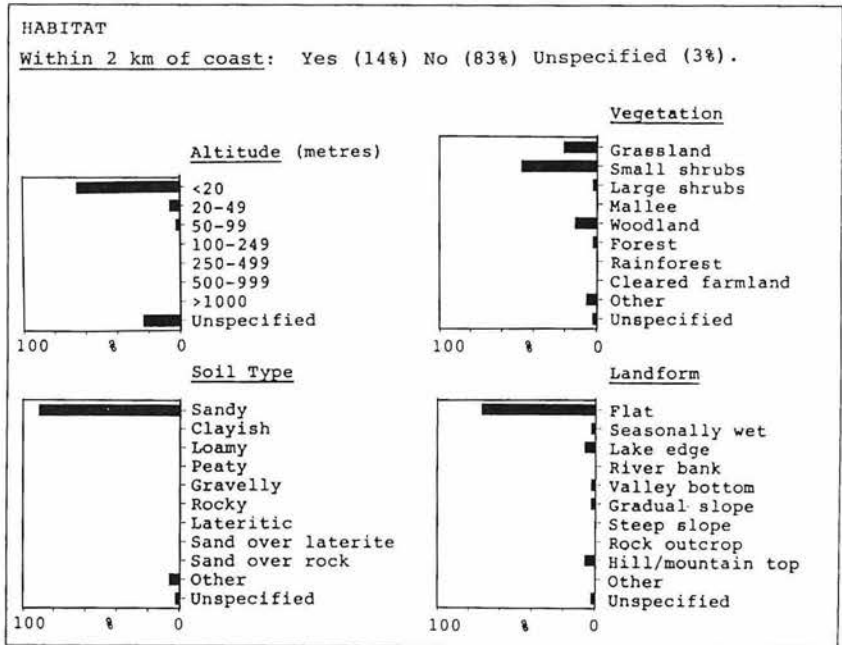 HABITAT
Within 2 km of coast: Yes (14%) No (83%) Unspecified (3%).
Altitude (metres)
<20
20-49
50-99
100-249
250-499
500-999
>1000
Unspecified
100 % 0
Vegetation
Grassland
Small shrubs
Large shrubs
Mallee
Woodland
Forest
Rainforest
Cleared farmland
Other
Unspecified
100 % 0
Soil Type
Sandy
Clayish
Loamy
Peaty
Gravelly
Rocky
Lateritic
Sand over laterite
Sand over rock
Other
Unspecified
100 % 0
Landform
Flat
Seasonally wet
Lake edge
River bank
Valley bottom
Gradual slope
Steep slope
Rock outcrop
Hill/mountain top
Other
Unspecified
100 % 0